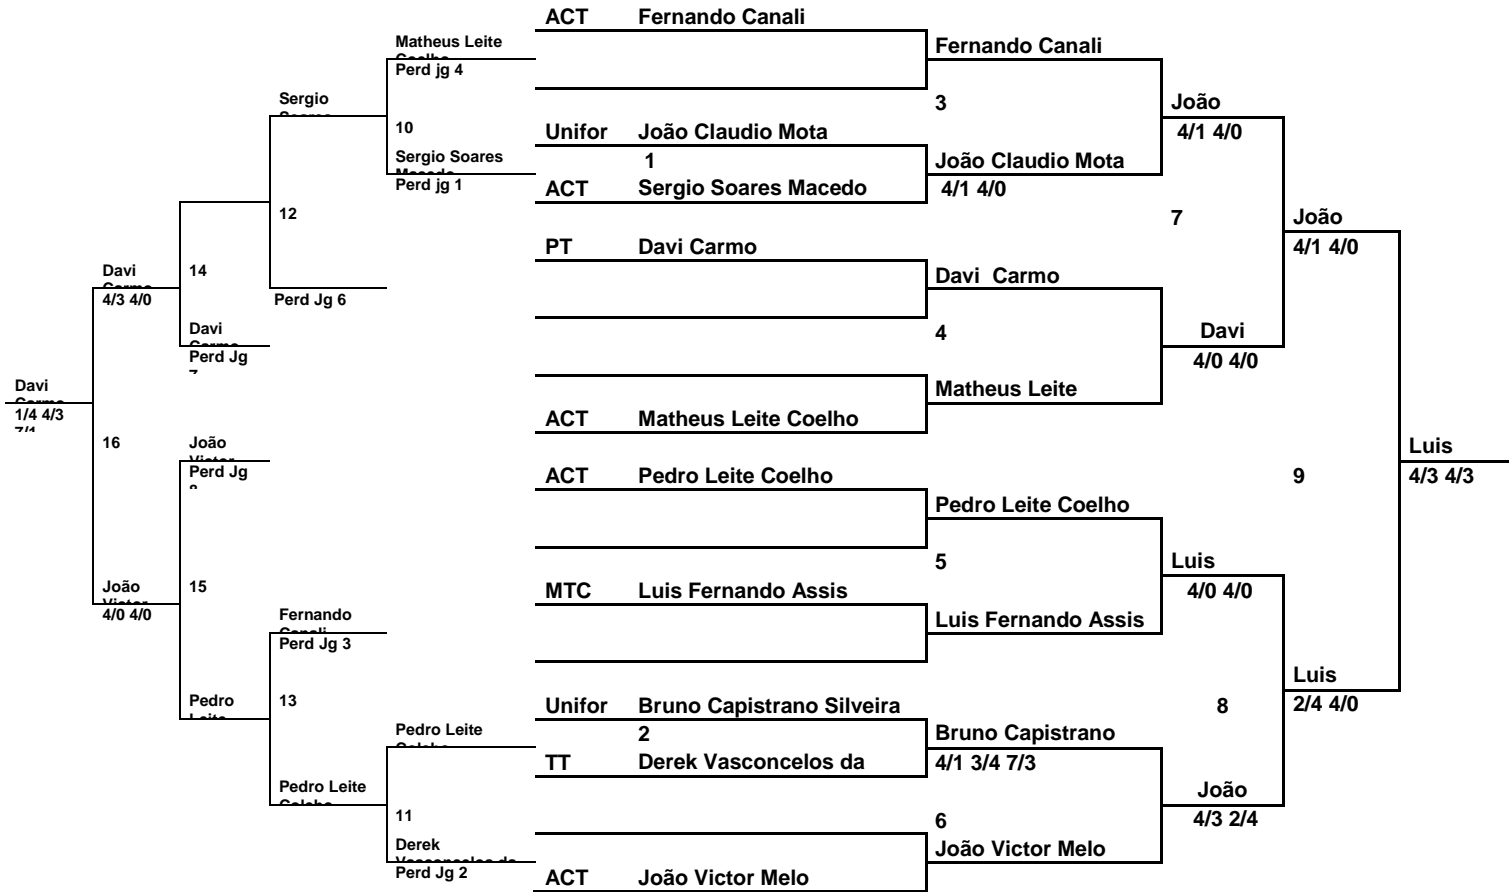 ACT Fernando Canali
Matheus Leite
Perd jg 4
Fernando Canali
Sergio
3
João
10
Unifor João Claudio Mota
4/1 4/0
Sergio Soares
1
João Claudio Mota
Perd jg 1
ACT Sergio Soares Macedo
4/1 4/0
12
7
João
PT Davi Carmo
4/1 4/0
Davi
14
Davi Carmo
4/3 4/0
Perd Jg 6
Davi
4
Davi
Perd Jg
4/0 4/0
Davi
Matheus Leite
1/4 4/3
ACT Matheus Leite Coelho
16
João
Luis
Perd Jg
ACT Pedro Leite Coelho
9
4/3 4/3
Pedro Leite Coelho
5
Luis
João
15
MTC Luis Fernando Assis
4/0 4/0
4/0 4/0
Fernando
Luis Fernando Assis
Perd Jg 3
Luis
Pedro
13
Unifor Bruno Capistrano Silveira
8
2/4 4/0
Pedro Leite
2
Bruno Capistrano
TT Derek Vasconcelos da
4/1 3/4 7/3
Pedro Leite
João
11
6
4/3 2/4
Derek
João Victor Melo
Perd Jg 2
ACT João Victor Melo